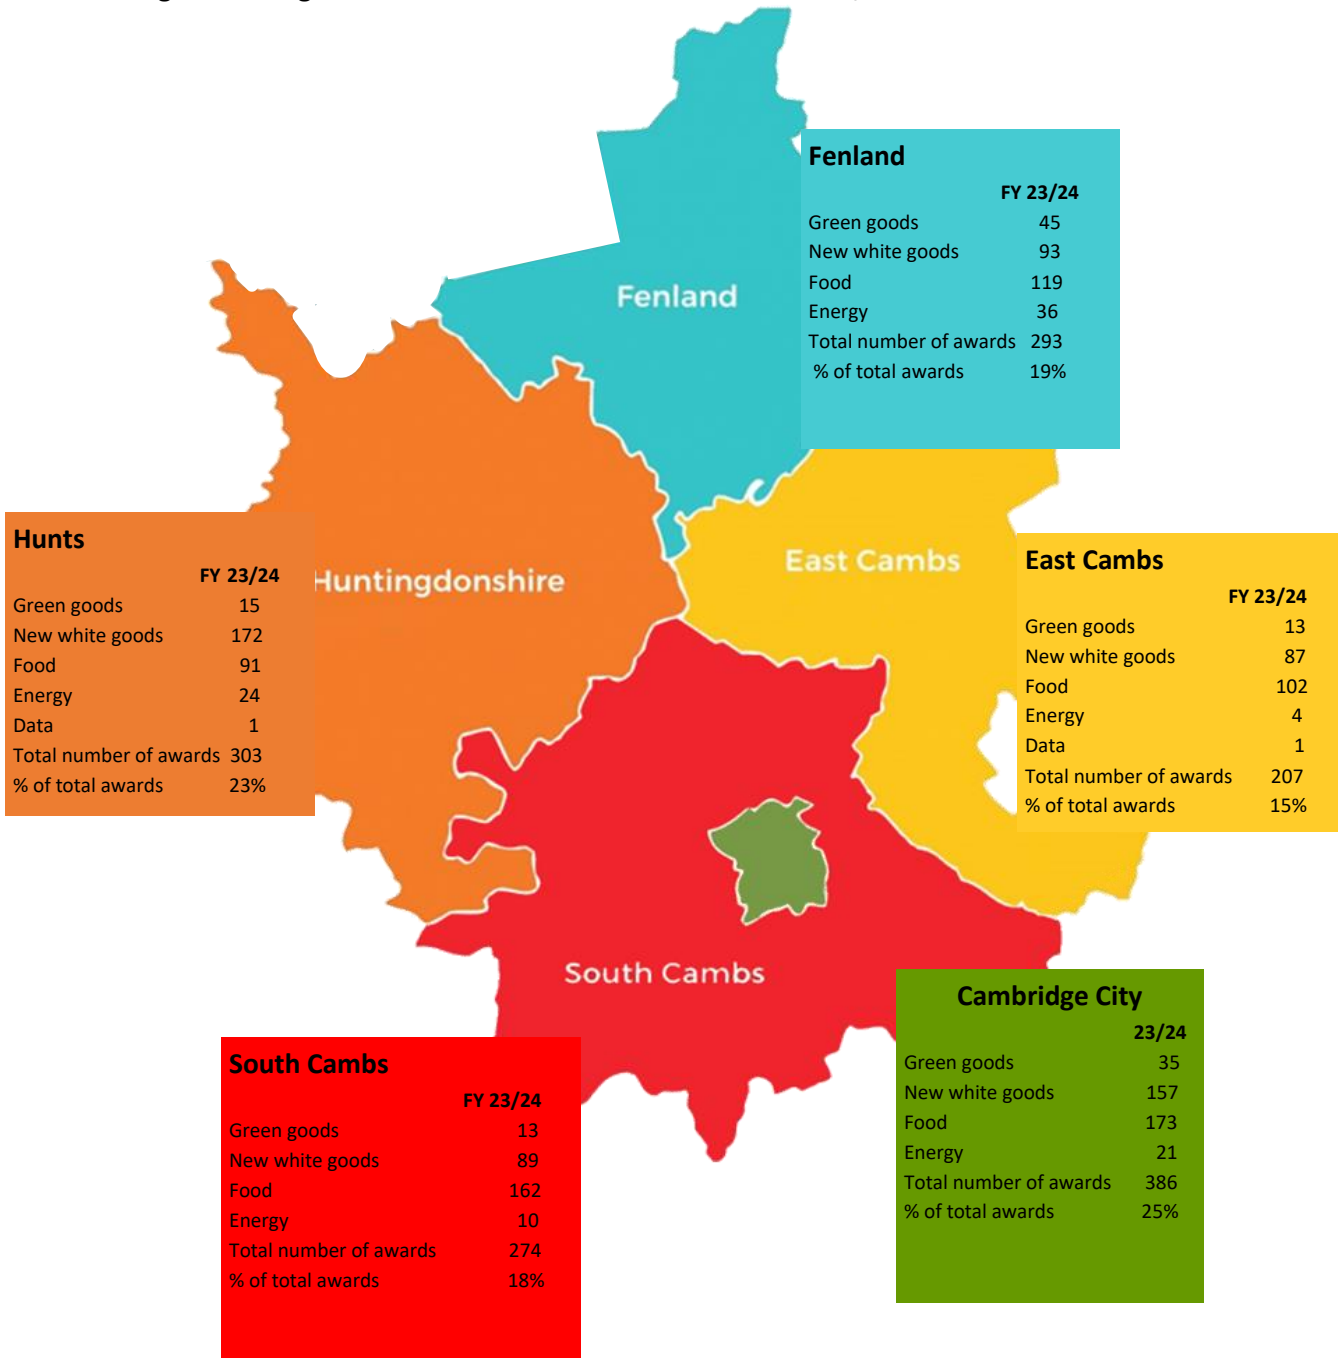 Fenland
FY 23/24
Green goods 45
New white goods 93
Food 119
Energy 36
Total number of awards 293
% of total awards 19%
Fenland
Hunts
FY 23/24
Green goods 15
New white goods 172
Food 91
Energy 24
Data 1
Total number of awards 303
% of total awards 23%
Huntingdonshire
East Cambs
East Cambs
FY 23/24
Green goods 13
New white goods 87
Food 102
Energy 4
Data 1
Total number of awards 207
% of total awards 15%
South Cambs
Cambridge City
23/24
Green goods 35
New white goods 157
Food 173
Energy 21
Total number of awards 386
% of total awards 25%
South Cambs
FY 23/24
Green goods 13
New white goods 89
Food 162
Energy 10
Total number of awards 274
% of total awards 18%